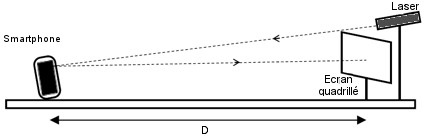 Laser
Smartphone
Ecran
quadrillé
D